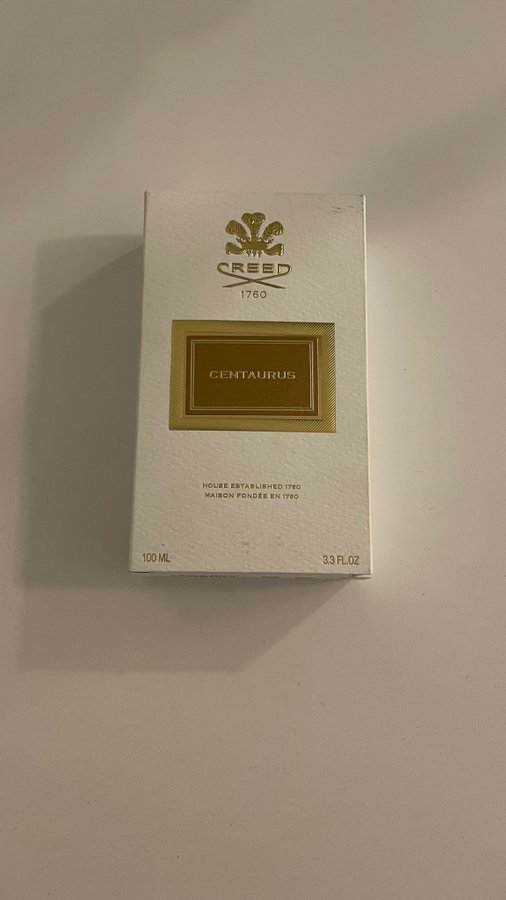 CREED
1760
CENTAURUS
HOUSE ESTABLISHED 1760
MAISON FONDÉE EN 1760
100 ML
3.3 FL.OZ